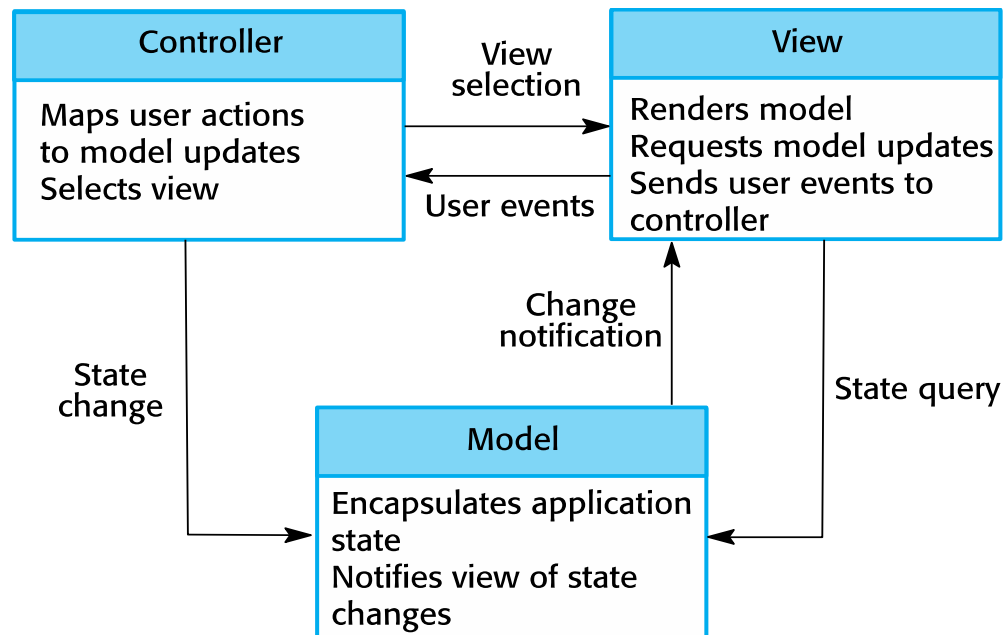 Controller
Maps user actions
to model updates
Selects view
View
selection
User events
View
Renders model
Requests model updates
Sends user events to
controller
State
change
Change
notification
State query
Model
Encapsulates application
state
Notifies view of state
changes